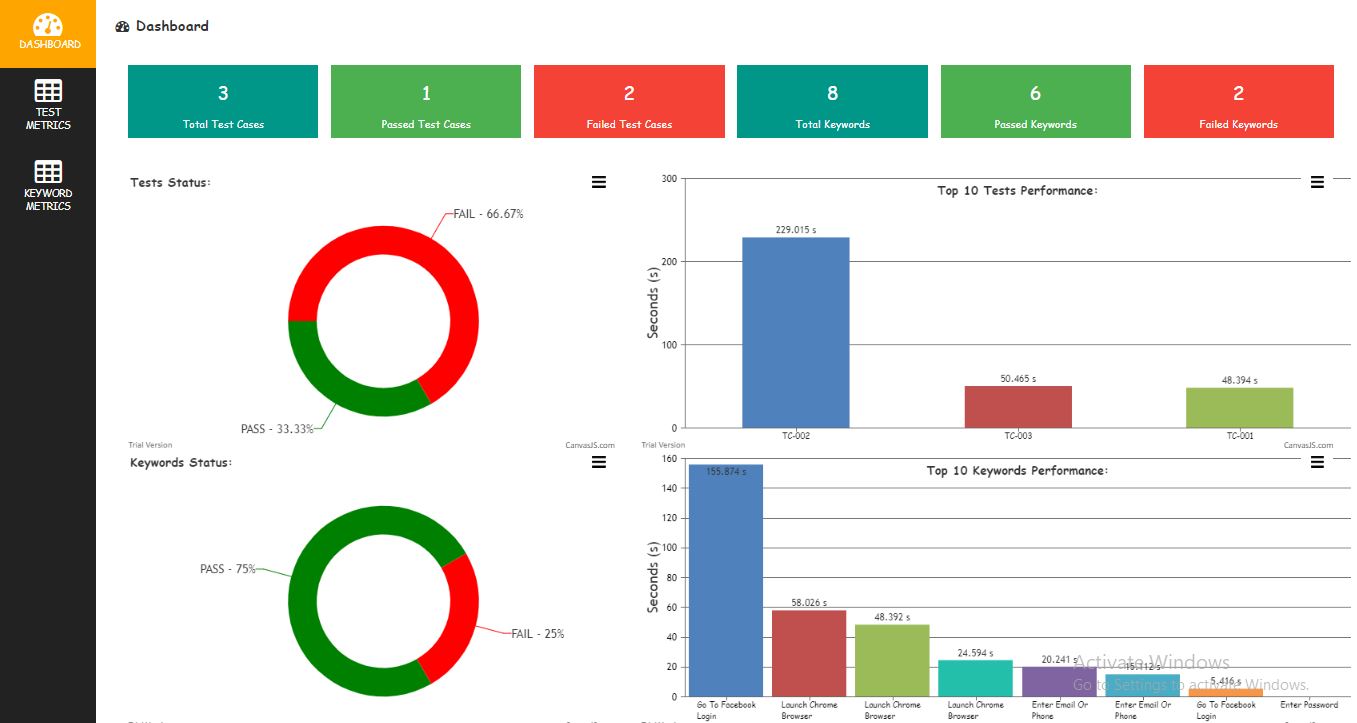 DASHBOARD
TEST
METRICS
KEYWORD
METRICS
Dashboard
3
Total Test Cases
1
Passed Test Cases
2
Failed Test Cases
8
Total Keywords
6
Passed Keywords
2
Failed Keywords
Tests Status:
FAIL - 66.67%
PASS - 33.33%
Trial Version
CanvasJS.com
Top 10 Tests Performance:
Seconds (s)
300
200
100
0
229.015 s
50.465 s
48.394 s
TC-002
TC-003
TC-001
Trial Version
CanvasJS.com
Keywords Status:
PASS - 75%
FAIL - 25%
Top 10 Keywords Performance:
Seconds (s)
160
140
120
100
80
60
40
20
0
155.874 s
58.026 s
48.392 s
24.594 s
20.241 s
15.112 s
5.416 s
Go To Facebook
Login
Launch Chrome
Browser
Launch Chrome
Browser
Launch Chrome
Browser
Enter Email Or
Phone
Enter Email Or
Phone
Go To Facebook
Login
Enter Password
Activate Windows
Go to Settings to activate Windows.